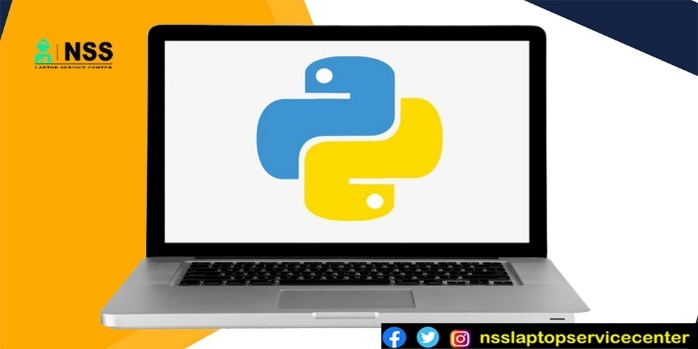 NSS
LAPTOP SERVICE CENTER
nsslaptopservicecenter